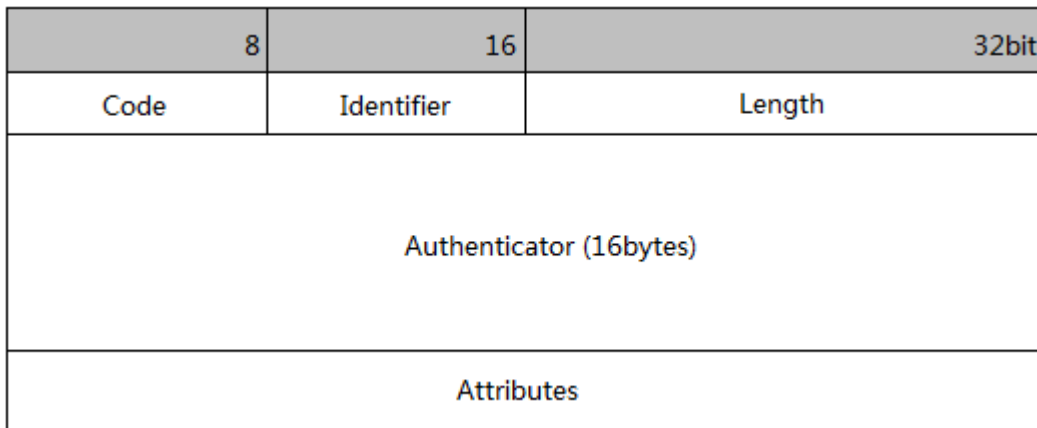 8 16 32bit
Code Identifier Length
Authenticator (16bytes)
Attributes